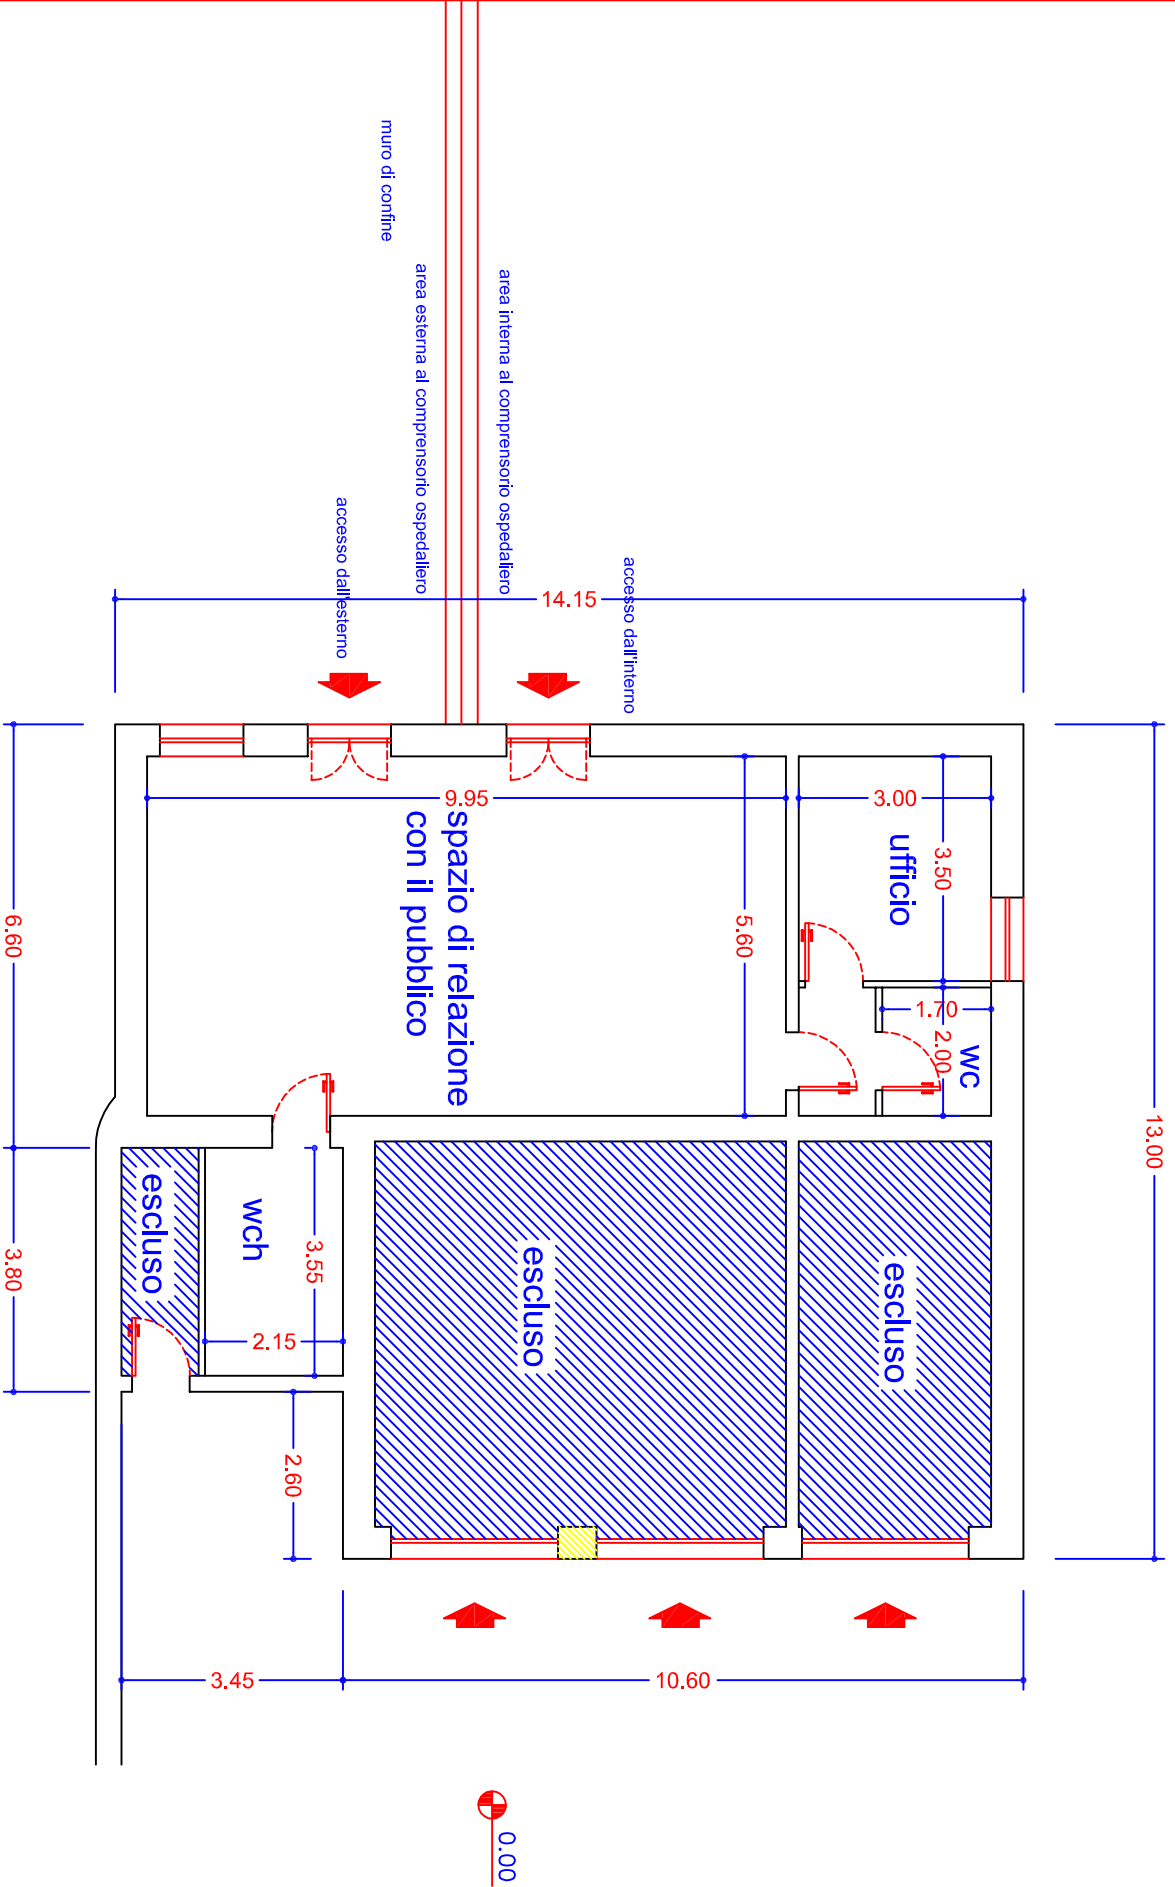 muro di confine
area esterna al comprensorio ospedaliero
area interna al comprensorio ospedaliero
accesso dall'esterno
accesso dall'interno
14.15
9.95
3.00
spazio di relazione
con il pubblico
ufficio
3.50
5.60
6.60
1.70
2.00
wc
13.00
escluso
wch
3.55
2.15
escluso
escluso
3.80
2.60
3.45
10.60
0.00